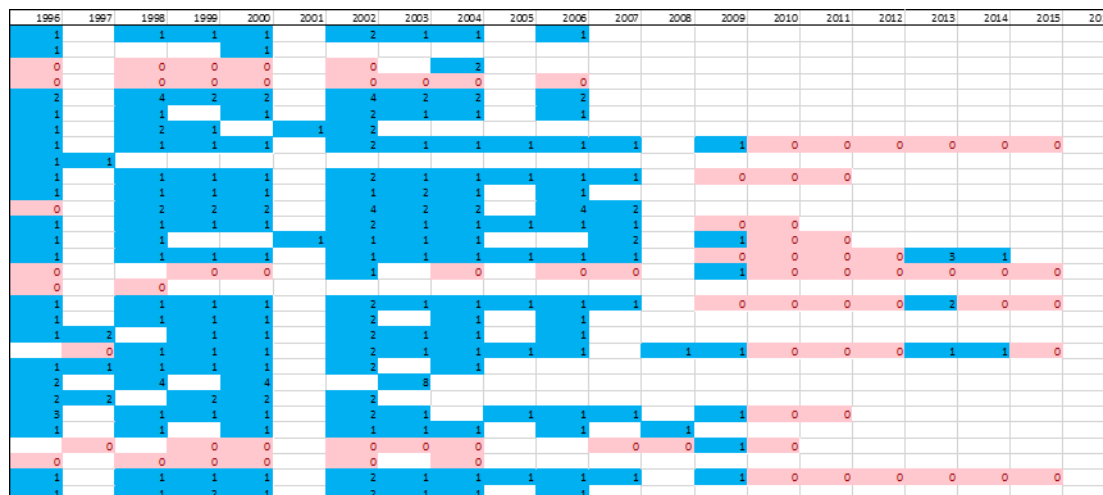 1996 1997 1998 1999 2000 2001 2002 2003 2004 2005 2006 2007 2008 2009 2010 2011 2012 2013 2014 2015
1 1 1 1 2 1 1 1
1 1
0 0 0 0 0 2
0 0 0 0 0 0 0 0
2 4 2 2 4 2 2 2
1 1 1 2 1 1 1
1 2 1 1 2
1 1 1 1 2 1 1 1 1 1 1 0 0 0 0 0 0
1 1
1 1 1 1 2 1 1 1 1 1 0 0 0
1 1 1 1 1 2 1 1
0 2 2 2 4 2 2 4 2
1 1 1 1 2 1 1 1 1 1 0 0
1 1 1 1 1 1 2 1 0 0
1 1 1 1 1 1 1 1 1 1 0 0 0 0 3 1
0 0 0 1 0 0 0 1 0 0 0 0 0 0
0 0
1 1 1 1 2 1 1 1 1 1 0 0 0 0 2 0 0
1 1 1 1 2 1 1
1 2 1 1 2 1 1 1
0 1 1 1 2 1 1 1 1 1 1 0 0 0 1 1 0
1 1 1 1 1 2 1
2 4 4 8
2 2 2 2 2
3 1 1 1 2 1 1 1 1 1 0 0
1 1 1 1 1 1 1 1
0 0 0 0 0 0 0 0 1 0
0 0 0 0 0 0
1 1 1 1 2 1 1 1 1 1 1 0 0 0 0 0 0
1 1 2 1 2 1 1 1